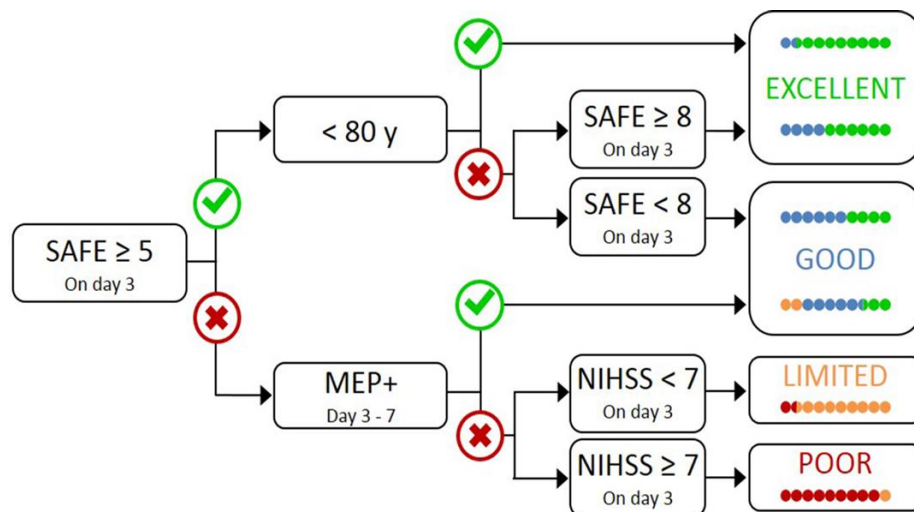 SAFE ≥ 5
On day 3
< 80 y
SAFE ≥ 8
On day 3
SAFE < 8
On day 3
MEP+
Day 3 - 7
NIHSS < 7
On day 3
NIHSS ≥ 7
On day 3
EXCELLENT
GOOD
LIMITED
POOR